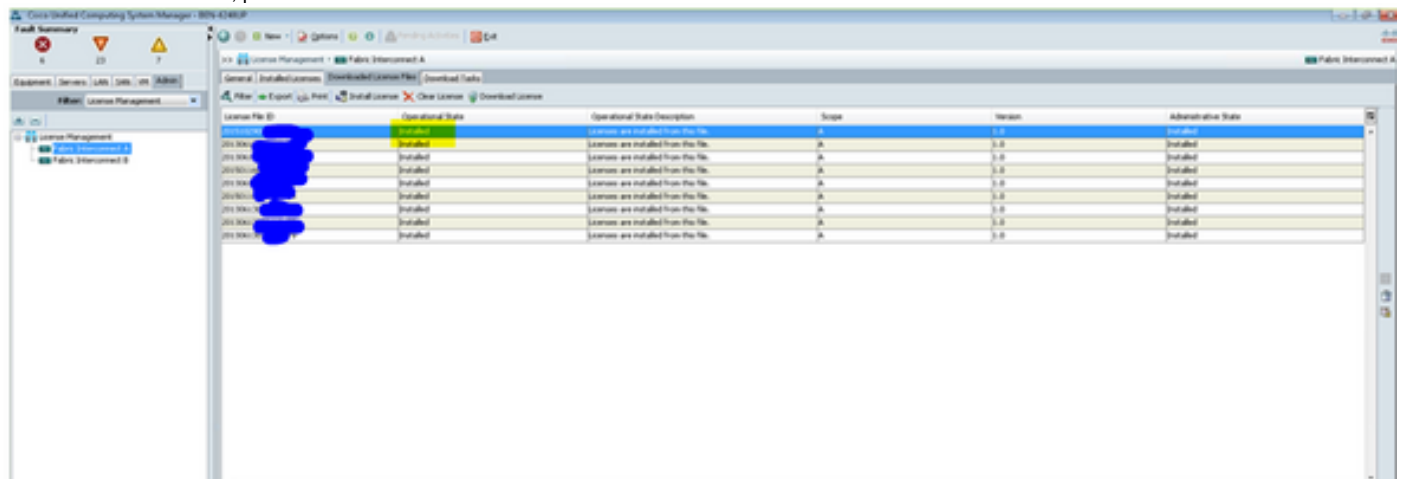 Cisco Unified Computing System Manager -
Fault Summary
6 23 7
New Options Pending Activities Exit
>> License Management Fabric Interconnect A Fabric Interconnect A
Equipment Servers LAN SAN VM Admin
General Installed Licenses Downloaded License Files Download Tasks
Filter: License Management
Filter Export Print Install License Clear License Download License
License File ID Operational State Operational State Description Scope Version Administrative State
License Management
Fabric Interconnect A
Fabric Interconnect B
Installed Licenses are installed from this file. A 1.0 Installed
Installed Licenses are installed from this file. A 1.0 Installed
Installed Licenses are installed from this file. A 1.0 Installed
Installed Licenses are installed from this file. A 1.0 Installed
Installed Licenses are installed from this file. A 1.0 Installed
Installed Licenses are installed from this file. A 1.0 Installed
Installed Licenses are installed from this file. A 1.0 Installed
Installed Licenses are installed from this file. A 1.0 Installed
Installed Licenses are installed from this file. A 1.0 Installed